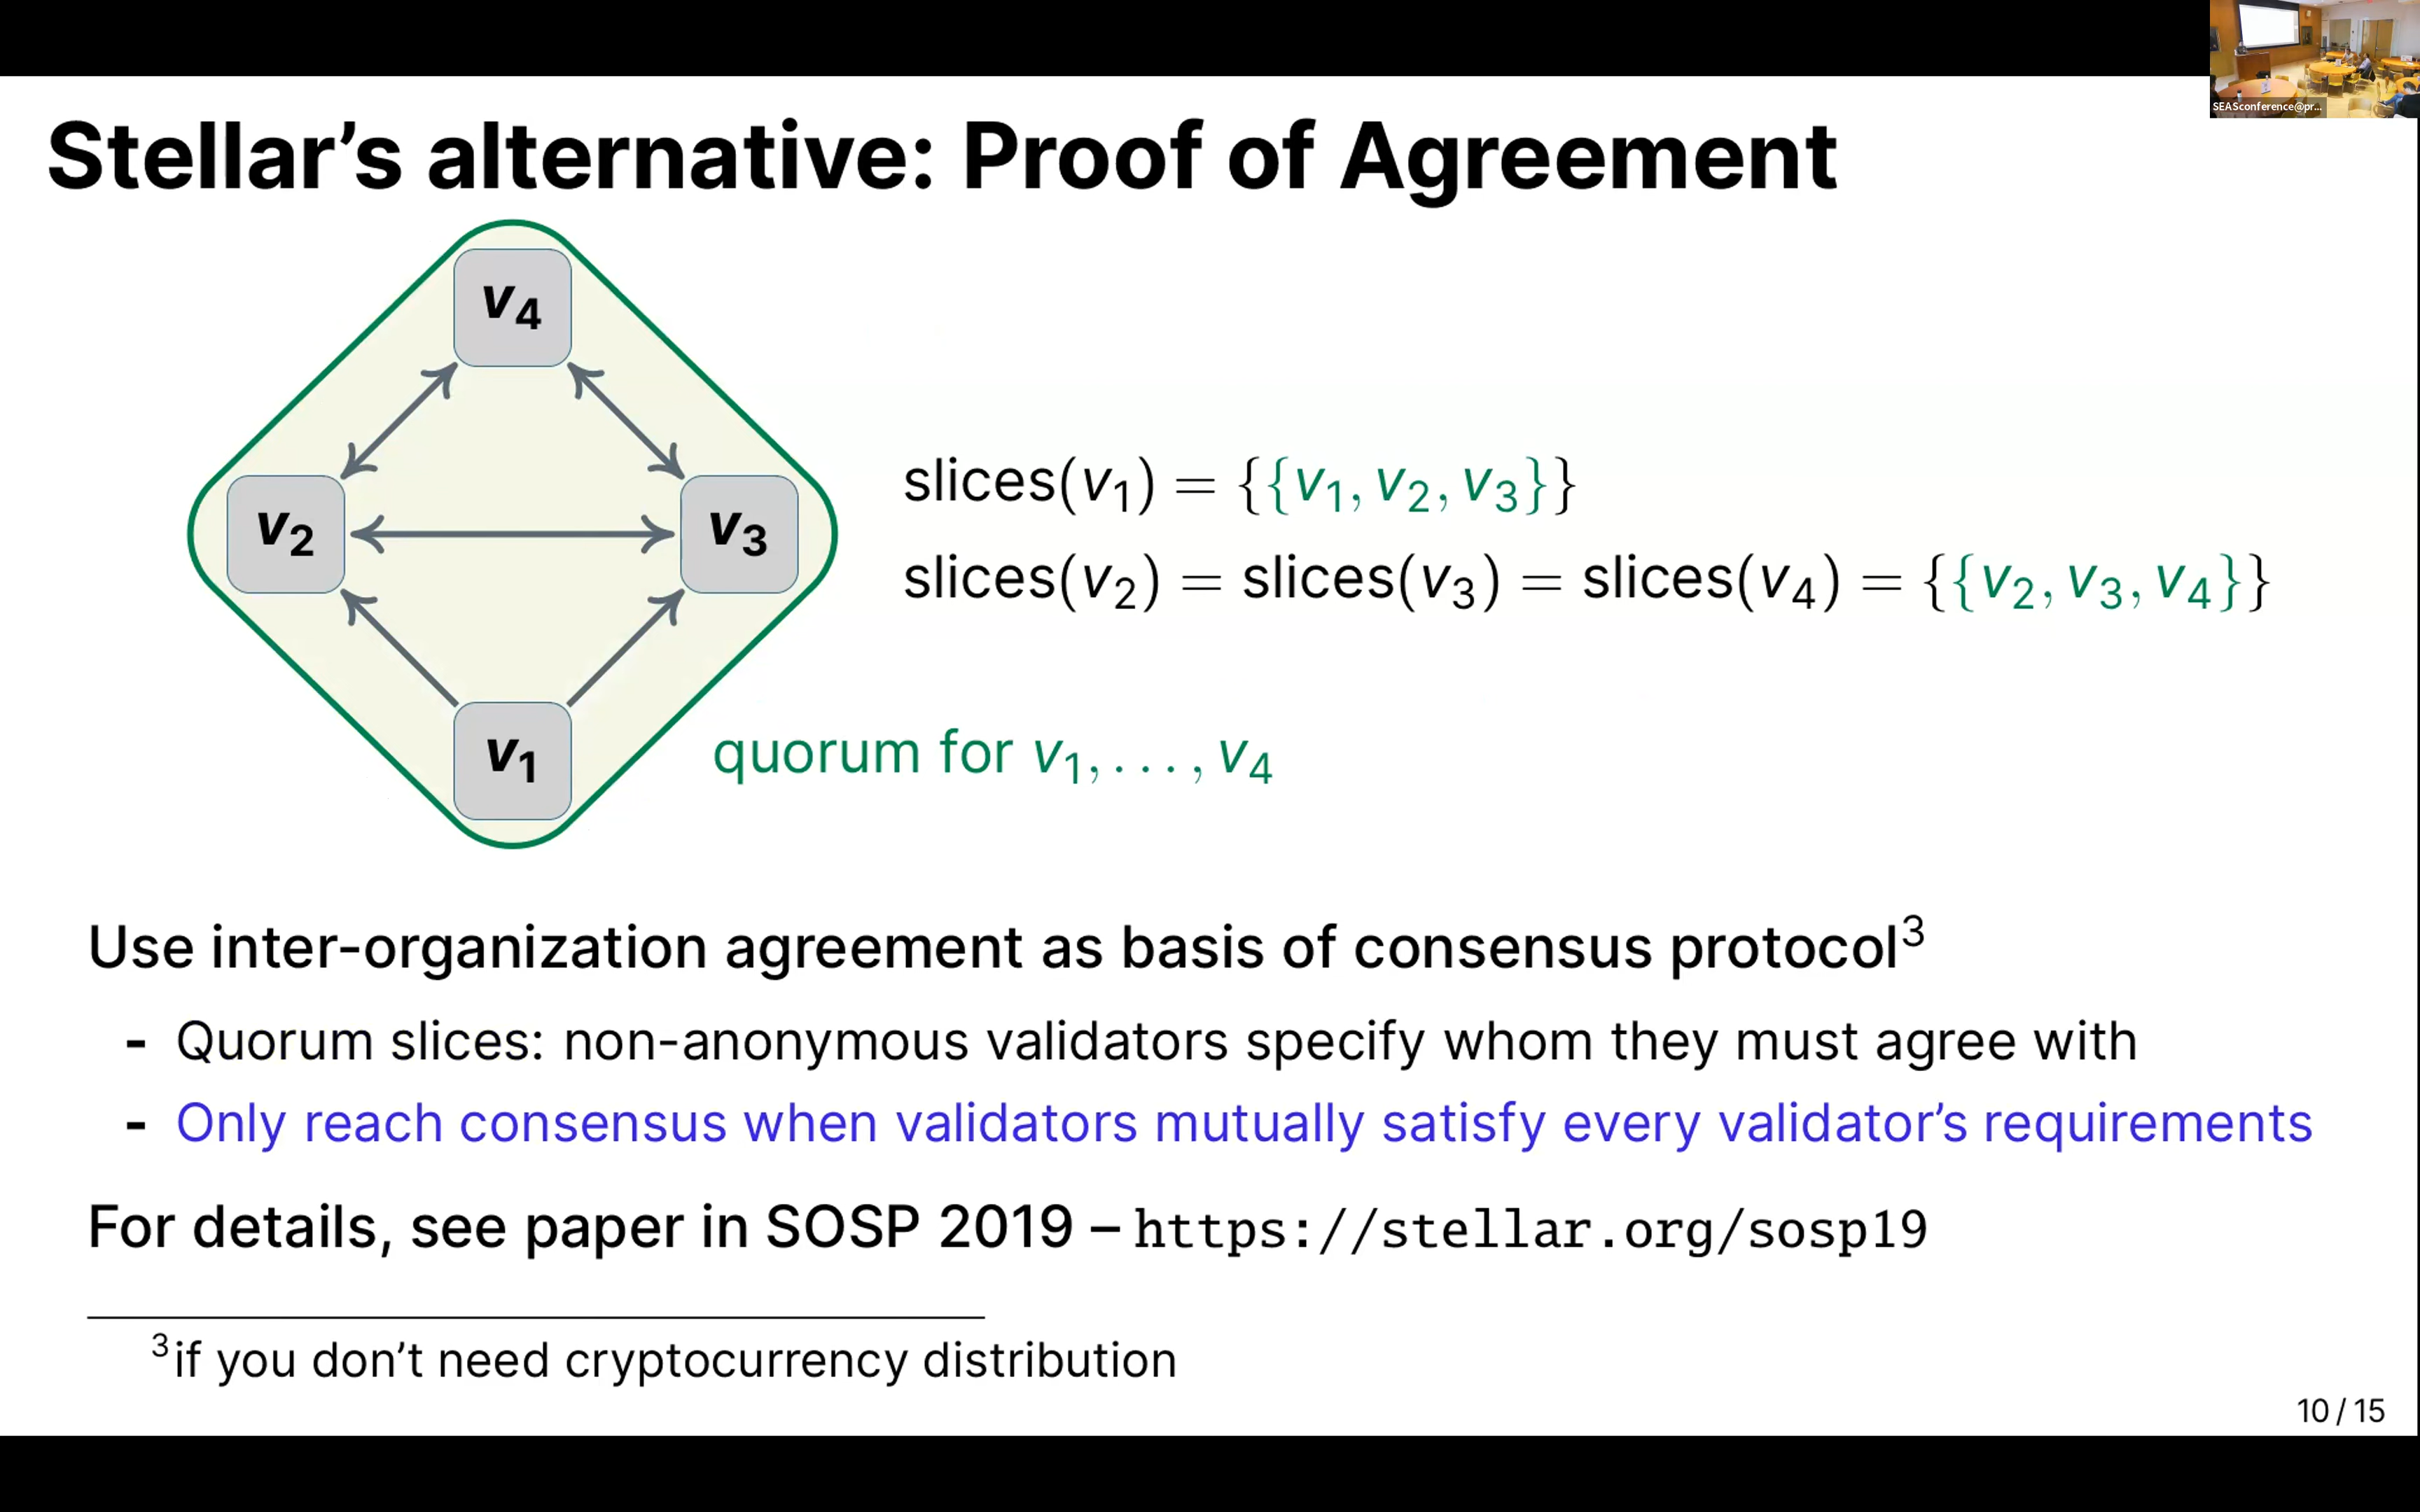 SEASconference@pr...
Stellar’s alternative: Proof of Agreement
v₄
v₂
v₃
v₁
slices(v₁) = {{v₁, v₂, v₃}}
slices(v₂) = slices(v₃) = slices(v₄) = {{v₂, v₃, v₄}}
quorum for v₁, . . . , v₄
Use inter-organization agreement as basis of consensus protocol³
- Quorum slices: non-anonymous validators specify whom they must agree with
- Only reach consensus when validators mutually satisfy every validator’s requirements
For details, see paper in SOSP 2019 – https://stellar.org/sosp19
³if you don’t need cryptocurrency distribution
10 / 15